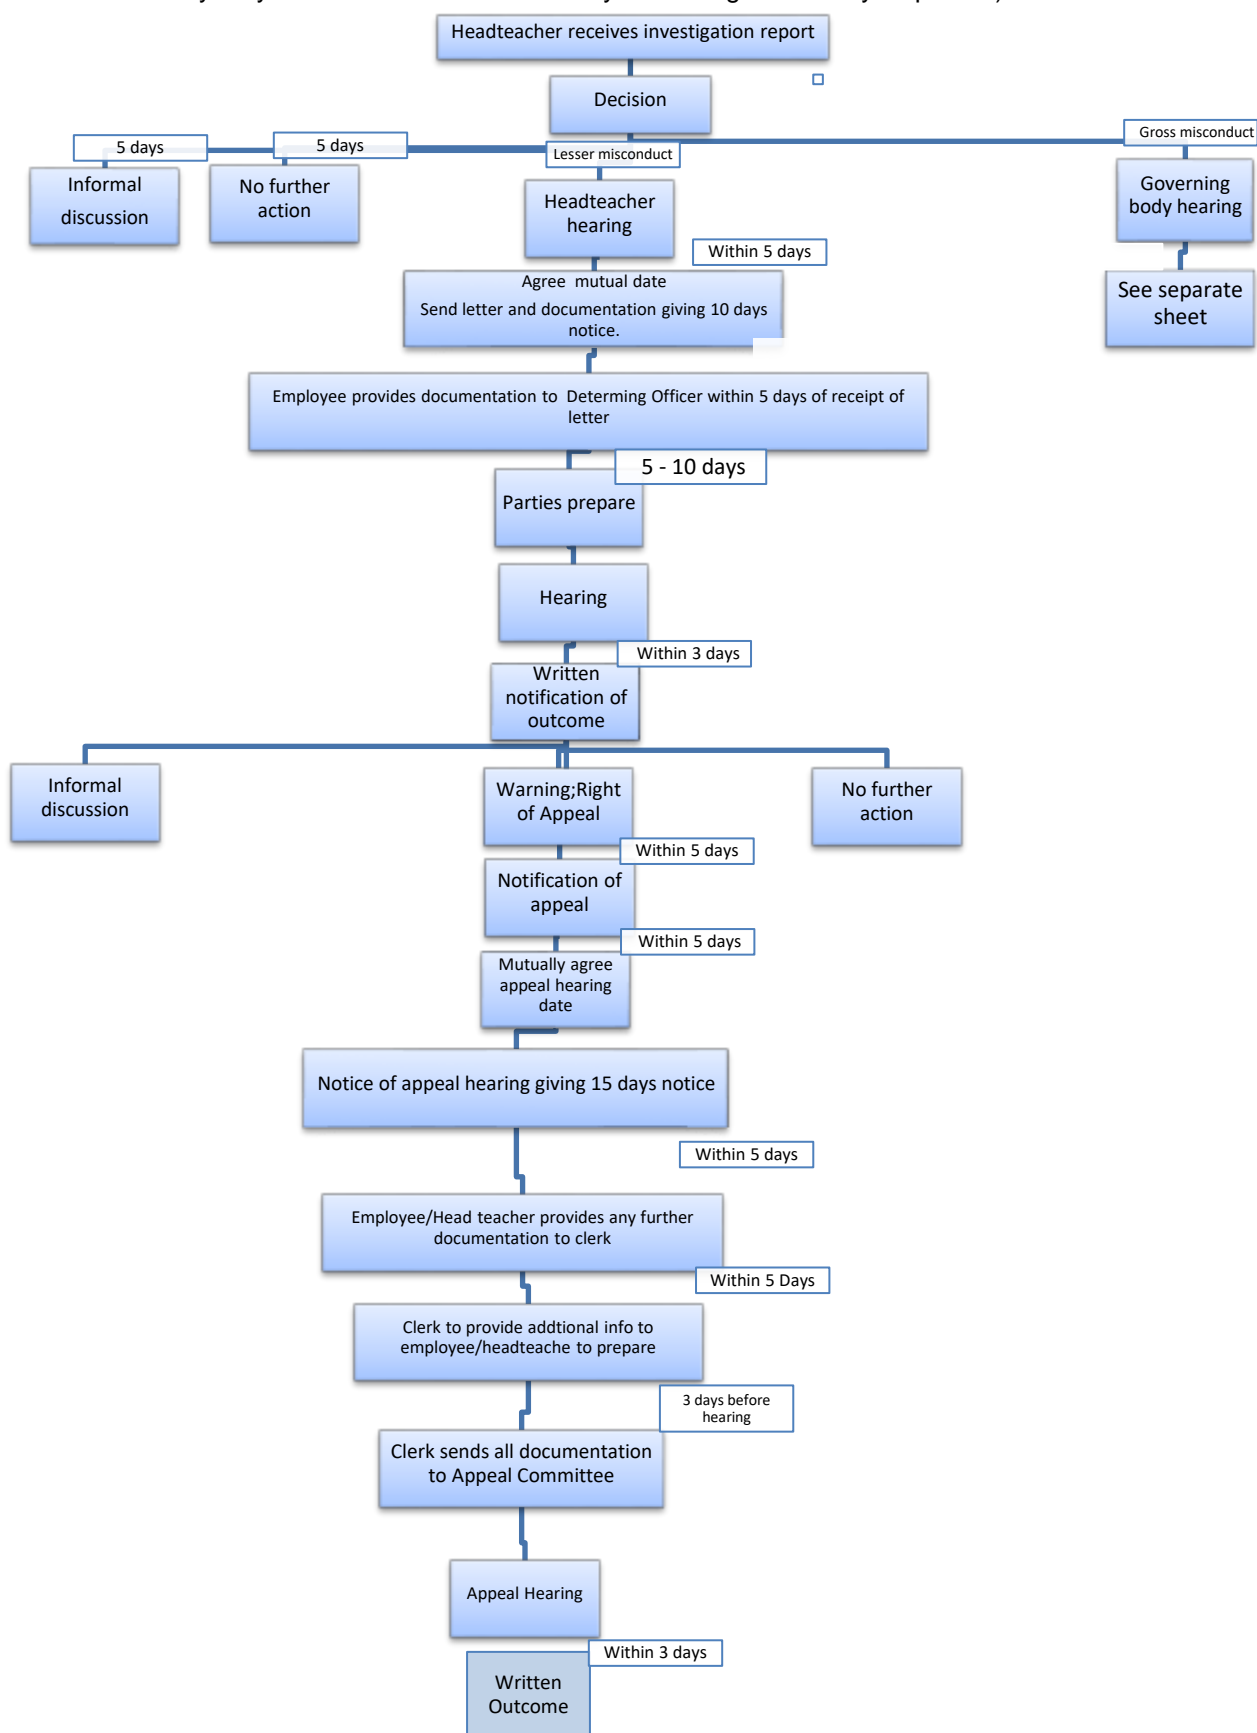 Headteacher receives investigation report
Decision
5 days
5 days
Lesser misconduct
Gross misconduct
Informal
discussion
No further
action
Headteacher
hearing
Governing
body hearing
Within 5 days
See separate
sheet
Agree mutual date
Send letter and documentation giving 10 days
notice.
Employee provides documentation to Determing Officer within 5 days of receipt of
letter
5 - 10 days
Parties prepare
Hearing
Within 3 days
Written
notification of
outcome
Informal
discussion
Warning;Right
of Appeal
No further
action
Within 5 days
Notification of
appeal
Within 5 days
Mutually agree
appeal hearing
date
Notice of appeal hearing giving 15 days notice
Within 5 days
Employee/Head teacher provides any further
documentation to clerk
Within 5 Days
Clerk to provide addtional info to
employee/headteache to prepare
3 days before
hearing
Clerk sends all documentation
to Appeal Committee
Appeal Hearing
Within 3 days
Written
Outcome